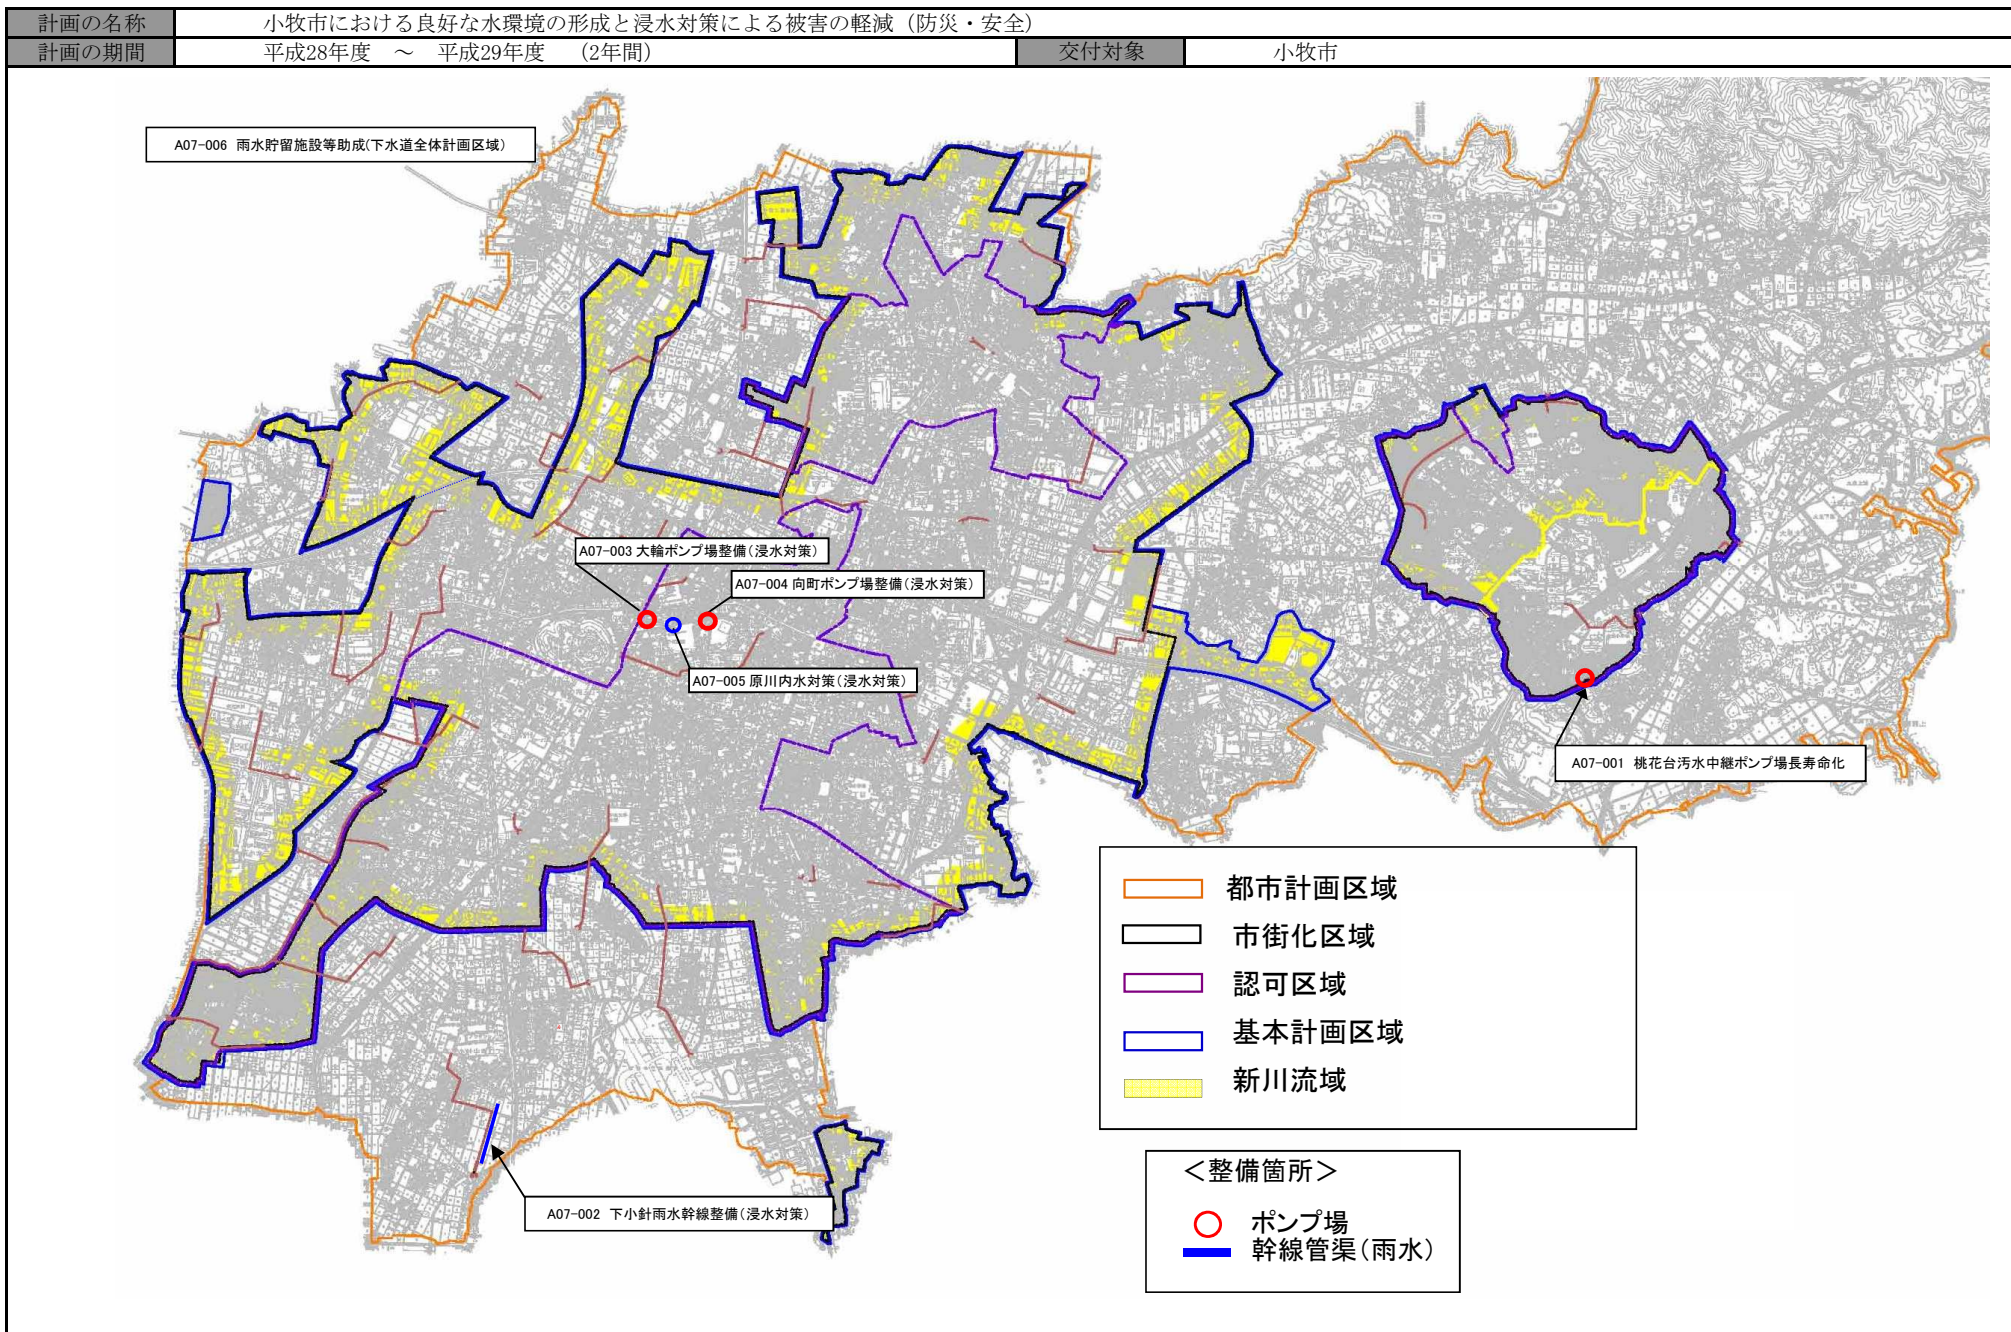 計画の名称 小牧市における良好な水環境の形成と浸水対策による被害の軽減（防災・安全）
計画の期間 平成28年度 ～ 平成29年度 （2年間） 交付対象 小牧市
A07-006 雨水貯留施設等助成(下水道全体計画区域)
A07-003 大輪ポンプ場整備(浸水対策)
A07-004 向町ポンプ場整備(浸水対策)
A07-005 原川内水対策(浸水対策)
A07-001 桃花台汚水中継ポンプ場長寿命化
A07-002 下小針雨水幹線整備(浸水対策)
都市計画区域
市街化区域
認可区域
基本計画区域
新川流域
＜整備箇所＞
ポンプ場
幹線管渠(雨水)